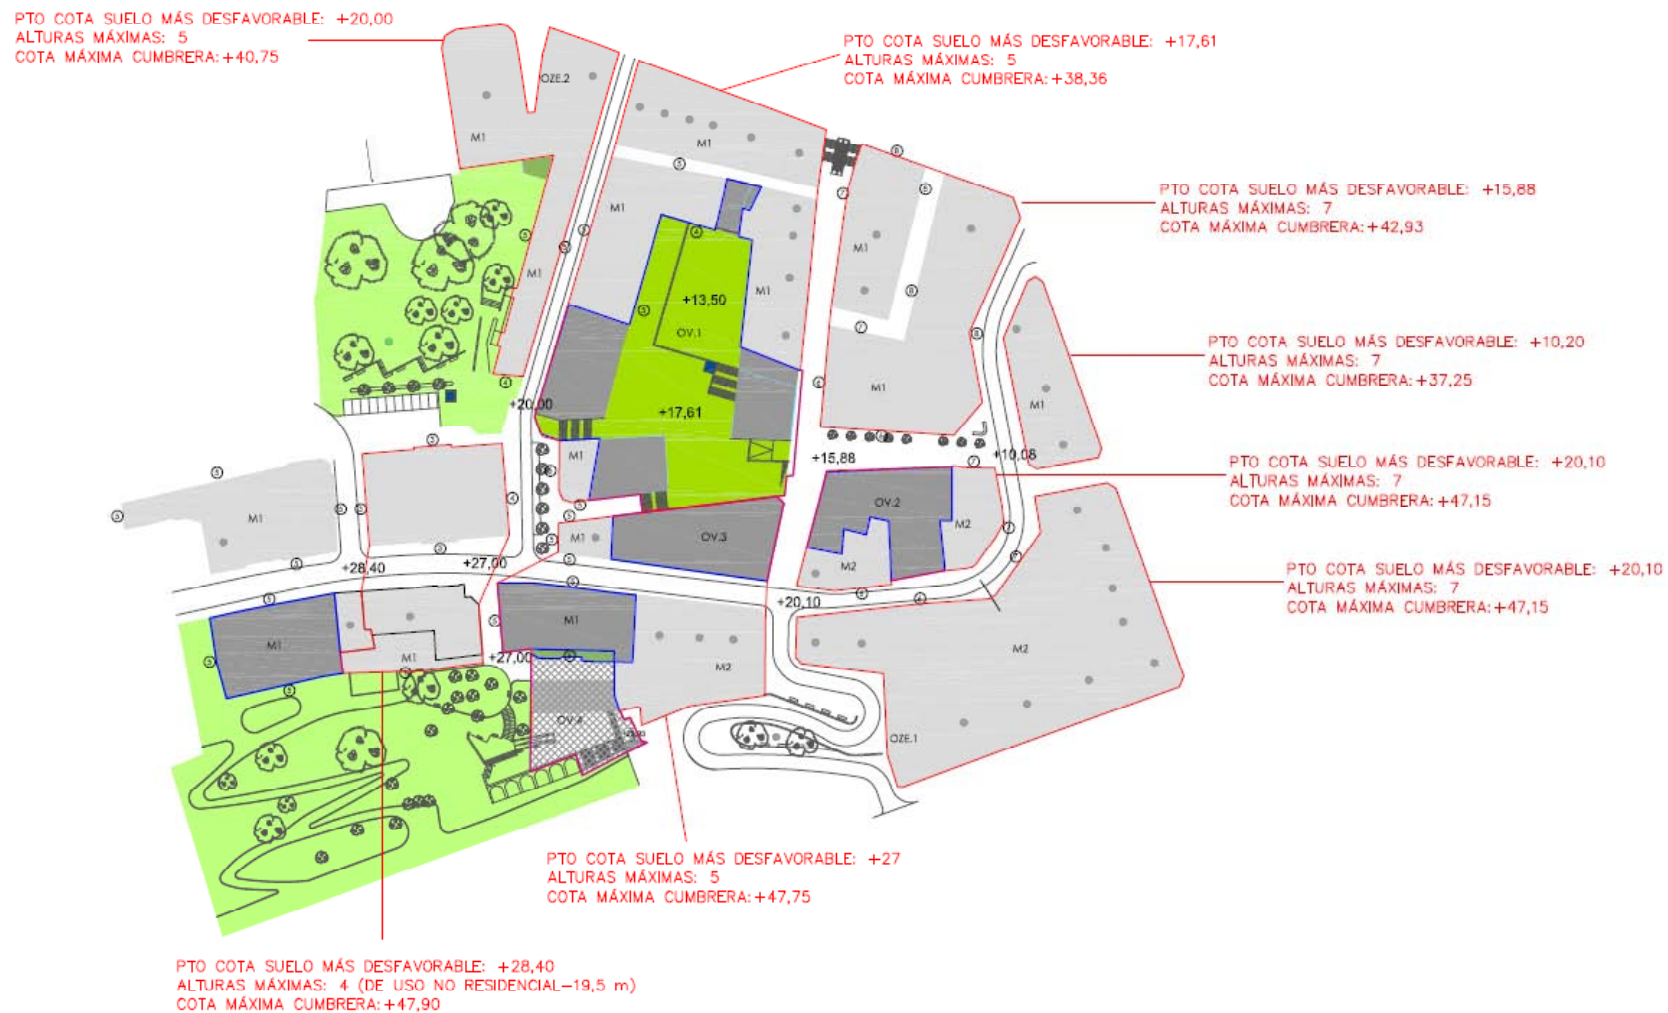 PTO COTA SUELO MÁS DESFAVORABLE: +20,00
ALTURAS MÁXIMAS: 5
COTA MÁXIMA CUMBRERA:+40,75
PTO COTA SUELO MÁS DESFAVORABLE: +17,61
ALTURAS MÁXIMAS: 5
COTA MÁXIMA CUMBRERA:+38,36
PTO COTA SUELO MÁS DESFAVORABLE: +15,88
ALTURAS MÁXIMAS: 7
COTA MÁXIMA CUMBRERA:+42,93
PTO COTA SUELO MÁS DESFAVORABLE: +10,20
ALTURAS MÁXIMAS: 7
COTA MÁXIMA CUMBRERA:+37,25
PTO COTA SUELO MÁS DESFAVORABLE: +20,10
ALTURAS MÁXIMAS: 7
COTA MÁXIMA CUMBRERA:+47,15
PTO COTA SUELO MÁS DESFAVORABLE: +20,10
ALTURAS MÁXIMAS: 7
COTA MÁXIMA CUMBRERA:+47,15
PTO COTA SUELO MÁS DESFAVORABLE: +27
ALTURAS MÁXIMAS: 5
COTA MÁXIMA CUMBRERA:+47,75
PTO COTA SUELO MÁS DESFAVORABLE: +28,40
ALTURAS MÁXIMAS: 4 (DE USO NO RESIDENCIAL–19,5 m)
COTA MÁXIMA CUMBRERA:+47,90
OZE.2
M1
M1
M1
M1
M1
M1
+13,50
OV.1
+20,00
+17,61
M1
M1
M1
+15,88
+10,08
M1
OV.2
M2
M1
OV.3
M2
+28,40
+27,00
+20,10
M1
M1
M1
M2
M2
+27,00
OV.4
OZE.1